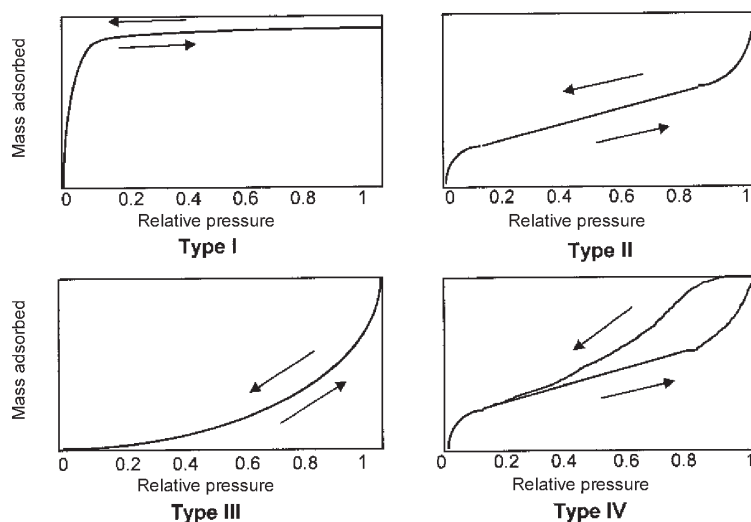 Mass adsorbed
0 0.2 0.4 0.6 0.8 1
Relative pressure
Type I
0 0.2 0.4 0.6 0.8 1
Relative pressure
Type II
Mass adsorbed
0 0.2 0.4 0.6 0.8 1
Relative pressure
Type III
0 0.2 0.4 0.6 0.8 1
Relative pressure
Type IV